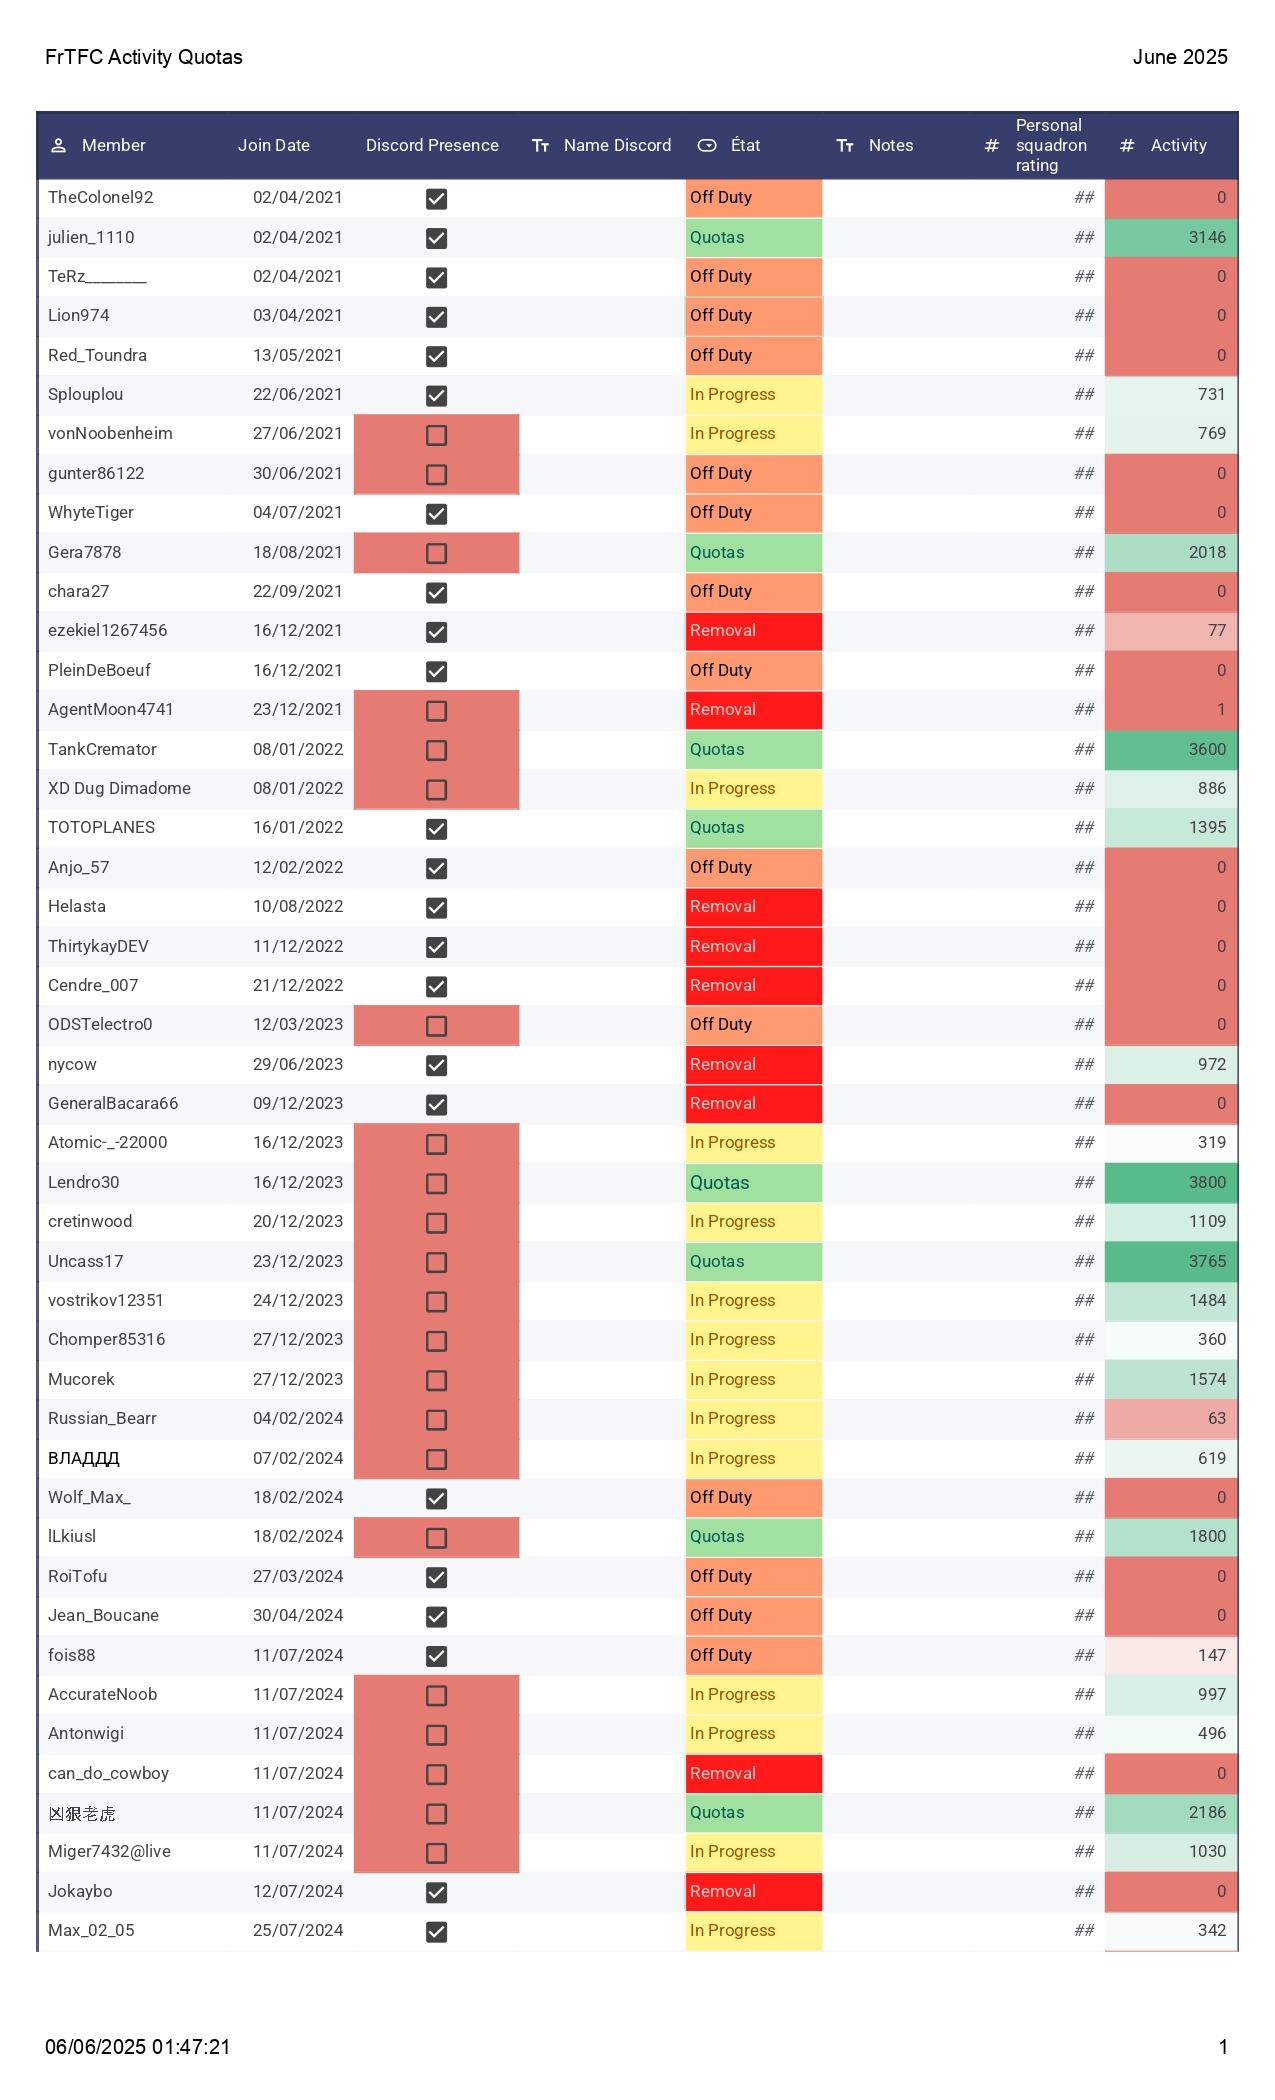 FrTFC Activity Quotas June 2025
Member Join Date Discord Presence Name Discord État Notes Personal squadron rating Activity
TheColonel92 02/04/2021 Off Duty ## 0
julien_1110 02/04/2021 Quotas ## 3146
TeRz________ 02/04/2021 Off Duty ## 0
Lion974 03/04/2021 Off Duty ## 0
Red_Toundra 13/05/2021 Off Duty ## 0
Splouplou 22/06/2021 In Progress ## 731
vonNoobenheim 27/06/2021 In Progress ## 769
gunter86122 30/06/2021 Off Duty ## 0
WhyteTiger 04/07/2021 Off Duty ## 0
Gera7878 18/08/2021 Quotas ## 2018
chara27 22/09/2021 Off Duty ## 0
ezekiel1267456 16/12/2021 Removal ## 77
PleinDeBoeuf 16/12/2021 Off Duty ## 0
AgentMoon4741 23/12/2021 Removal ## 1
TankCremator 08/01/2022 Quotas ## 3600
XD Dug Dimadome 08/01/2022 In Progress ## 886
TOTOPLANES 16/01/2022 Quotas ## 1395
Anjo_57 12/02/2022 Off Duty ## 0
Helasta 10/08/2022 Removal ## 0
ThirtykayDEV 11/12/2022 Removal ## 0
Cendre_007 21/12/2022 Removal ## 0
ODSTelectro0 12/03/2023 Off Duty ## 0
nycow 29/06/2023 Removal ## 972
GeneralBacara66 09/12/2023 Removal ## 0
Atomic-_-22000 16/12/2023 In Progress ## 319
Lendro30 16/12/2023 Quotas ## 3800
cretinwood 20/12/2023 In Progress ## 1109
Uncass17 23/12/2023 Quotas ## 3765
vostrikov12351 24/12/2023 In Progress ## 1484
Chomper85316 27/12/2023 In Progress ## 360
Mucorek 27/12/2023 In Progress ## 1574
Russian_Bearr 04/02/2024 In Progress ## 63
ВЛАДДД 07/02/2024 In Progress ## 619
Wolf_Max_ 18/02/2024 Off Duty ## 0
lLkiusl 18/02/2024 Quotas ## 1800
RoiTofu 27/03/2024 Off Duty ## 0
Jean_Boucane 30/04/2024 Off Duty ## 0
fois88 11/07/2024 Off Duty ## 147
AccurateNoob 11/07/2024 In Progress ## 997
Antonwigi 11/07/2024 In Progress ## 496
can_do_cowboy 11/07/2024 Removal ## 0
凶狠老虎 11/07/2024 Quotas ## 2186
Miger7432@live 11/07/2024 In Progress ## 1030
Jokaybo 12/07/2024 Removal ## 0
Max_02_05 25/07/2024 In Progress ## 342
06/06/2025 01:47:21 1